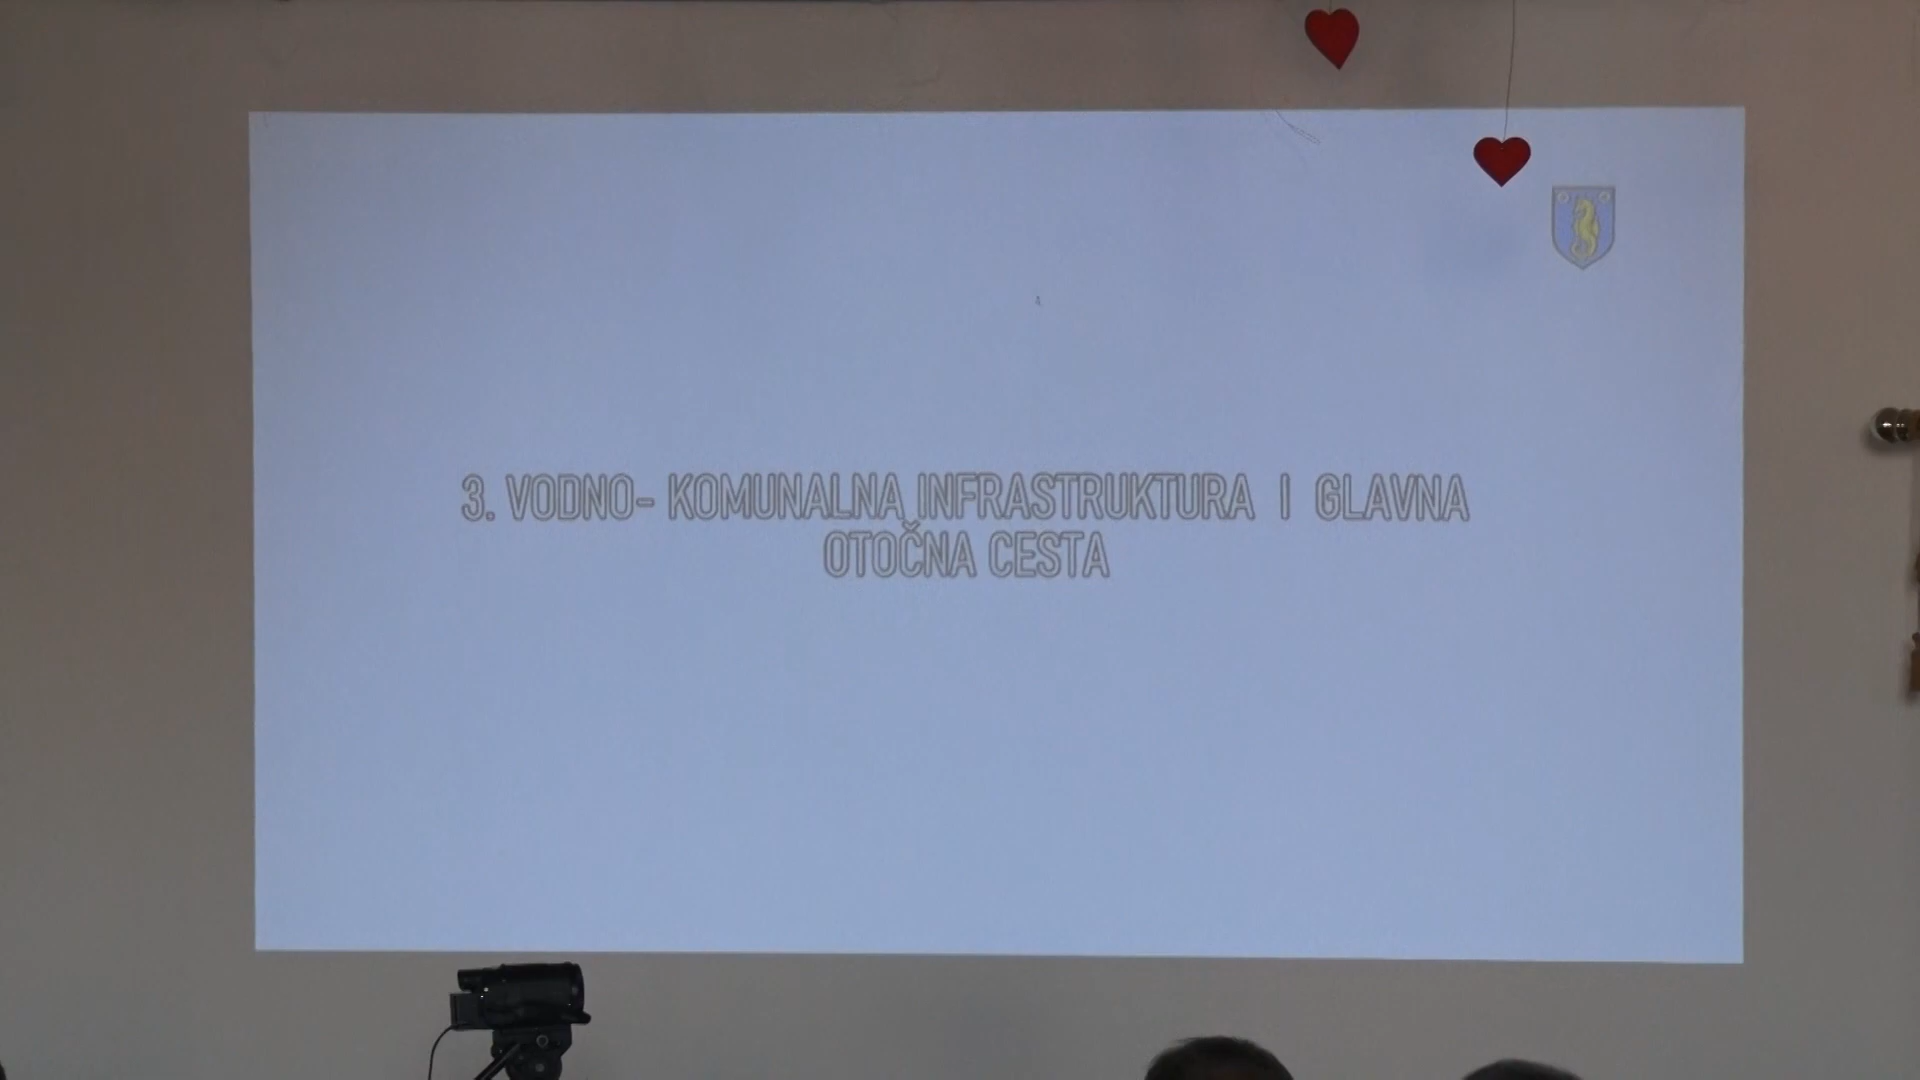 3. VODNO- KOMUNALNA INFRASTRUKTURA I GLAVNA
OTOČNA CESTA